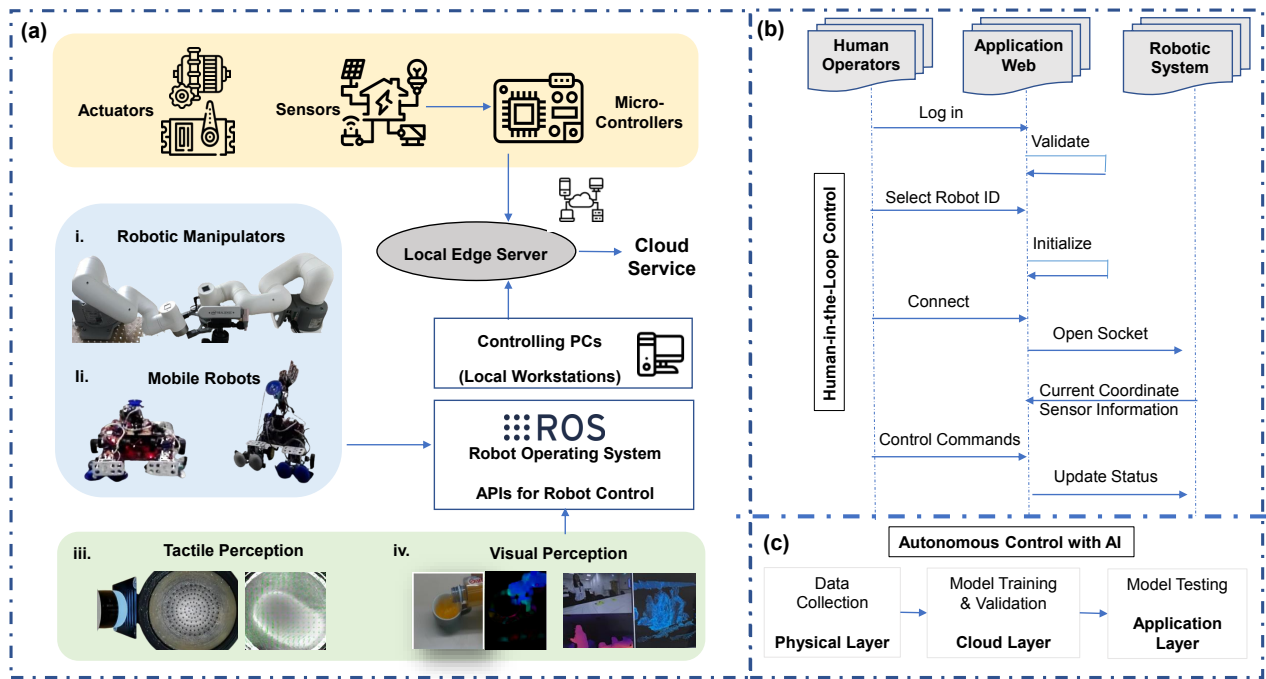 (a)
Actuators
Sensors
Micro-
Controllers
i. Robotic Manipulators
Local Edge Server
Cloud
Service
Controlling PCs
(Local Workstations)
Ii. Mobile Robots
ROS
Robot Operating System
APIs for Robot Control
iii. Tactile Perception
iv. Visual Perception
(b)
Human
Operators
Application
Web
Robotic
System
Human-in-the-Loop Control
Log in
Validate
Select Robot ID
Initialize
Connect
Open Socket
Current Coordinate
Sensor Information
Control Commands
Update Status
(c)
Autonomous Control with AI
Data
Collection
Physical Layer
Model Training
& Validation
Cloud Layer
Model Testing
Application
Layer